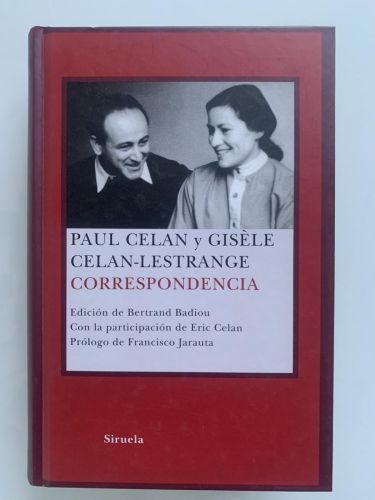 PAUL CELAN y GISÈLE
CELAN-LESTRANGE
CORRESPONDENCIA
Edición de Bertrand Badiou
Con la participación de Eric Celan
Prólogo de Francisco Jarauta
Siruela